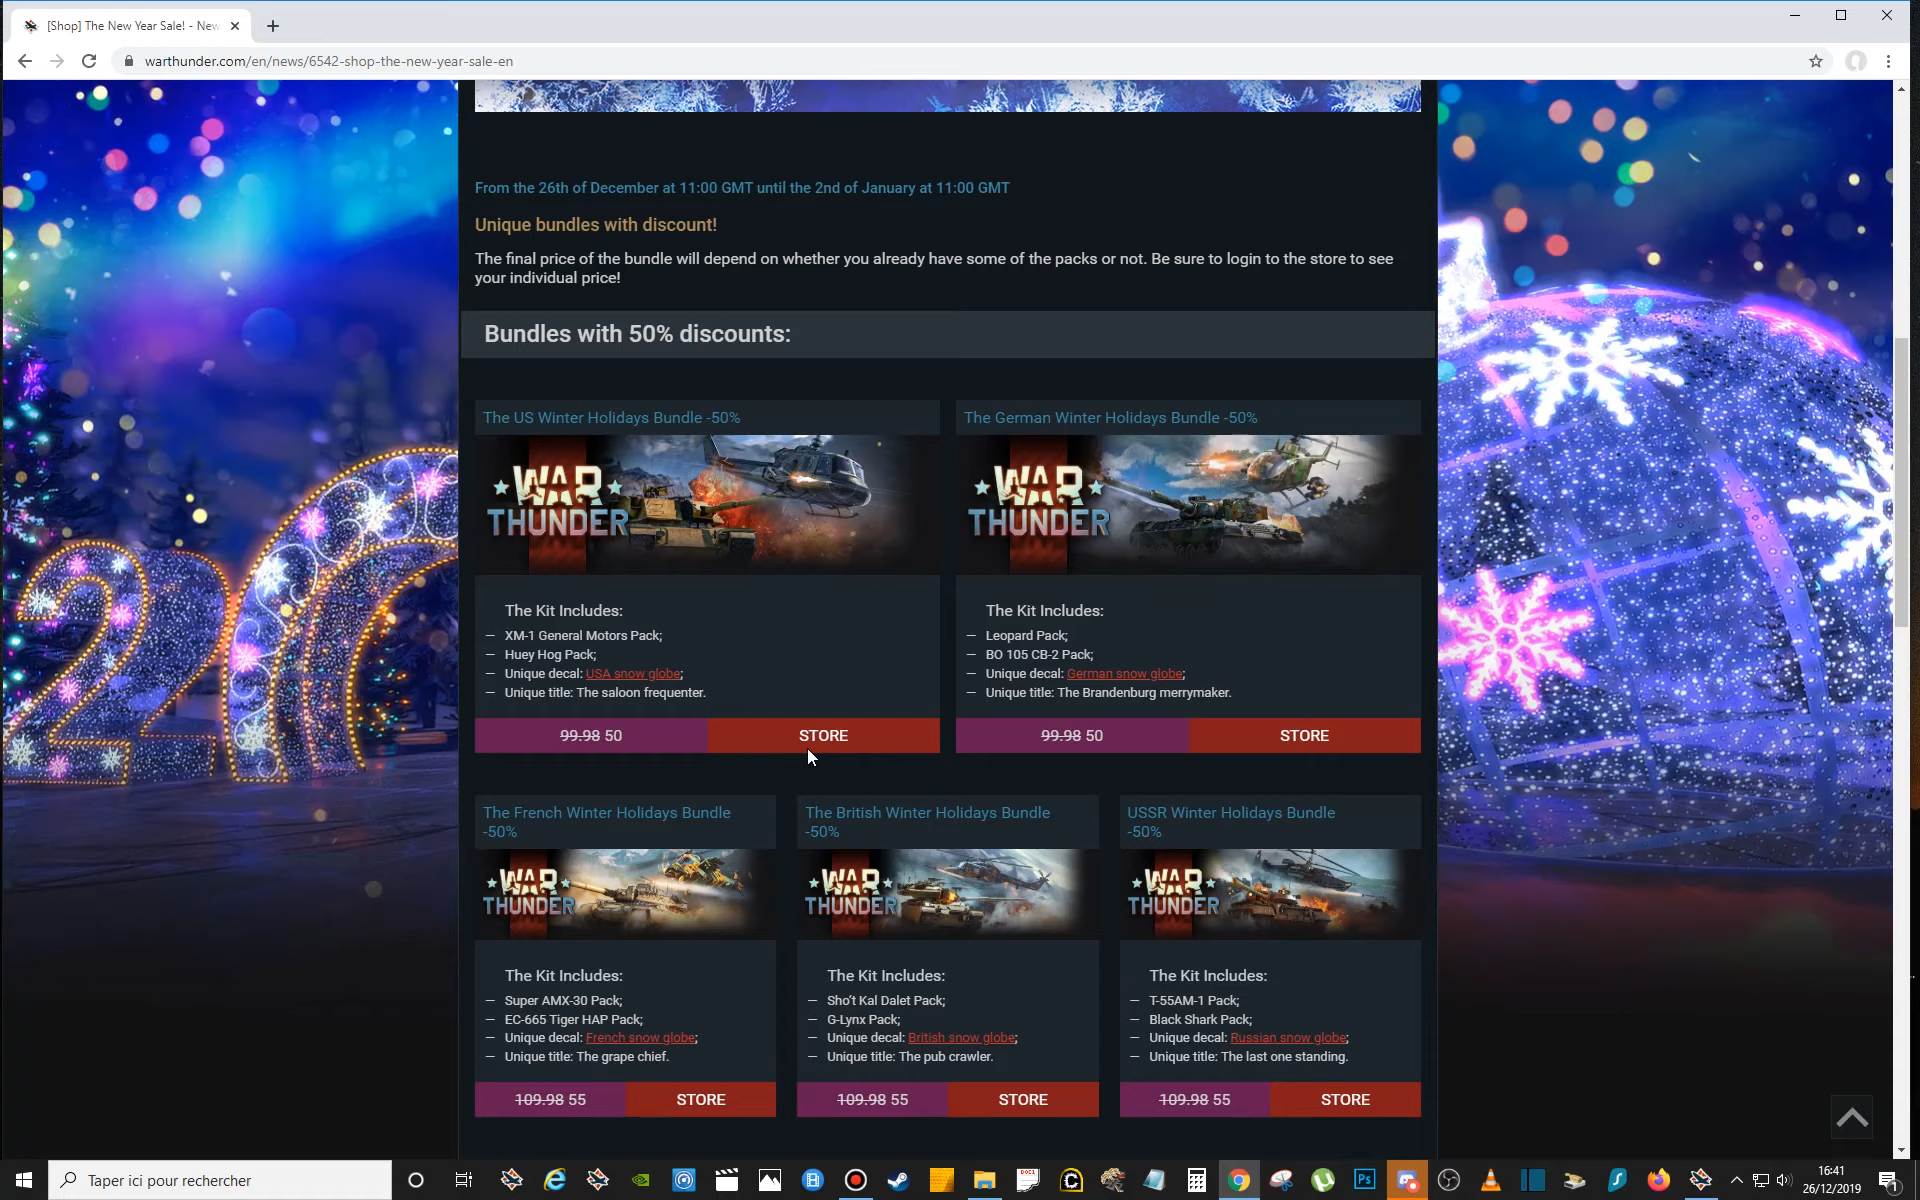 [Shop] The New Year Sale! - New
warthunder.com/en/news/6542-shop-the-new-year-sale-en
From the 26th of December at 11:00 GMT until the 2nd of January at 11:00 GMT
Unique bundles with discount!
The final price of the bundle will depend on whether you already have some of the packs or not. Be sure to login to the store to see
your individual price!
Bundles with 50% discounts:
The US Winter Holidays Bundle -50%
WAR
THUNDER
The Kit Includes:
— XM-1 General Motors Pack;
— Huey Hog Pack;
— Unique decal: USA snow globe;
— Unique title: The saloon frequenter.
99.98 50
STORE
The German Winter Holidays Bundle -50%
WAR
THUNDER
The Kit Includes:
— Leopard Pack;
— BO 105 CB-2 Pack;
— Unique decal: German snow globe;
— Unique title: The Brandenburg merrymaker.
99.98 50
STORE
The French Winter Holidays Bundle
-50%
WAR
THUNDER
The Kit Includes:
— Super AMX-30 Pack;
— EC-665 Tiger HAP Pack;
— Unique decal: French snow globe;
— Unique title: The grape chief.
109.98 55
STORE
The British Winter Holidays Bundle
-50%
WAR
THUNDER
The Kit Includes:
— Sho't Kal Dalet Pack;
— G-Lynx Pack;
— Unique decal: British snow globe;
— Unique title: The pub crawler.
109.98 55
STORE
USSR Winter Holidays Bundle
-50%
WAR
THUNDER
The Kit Includes:
— T-55AM-1 Pack;
— Black Shark Pack;
— Unique decal: Russian snow globe;
— Unique title: The last one standing.
109.98 55
STORE
Taper ici pour rechercher
Ps
16:41
26/12/2019
1